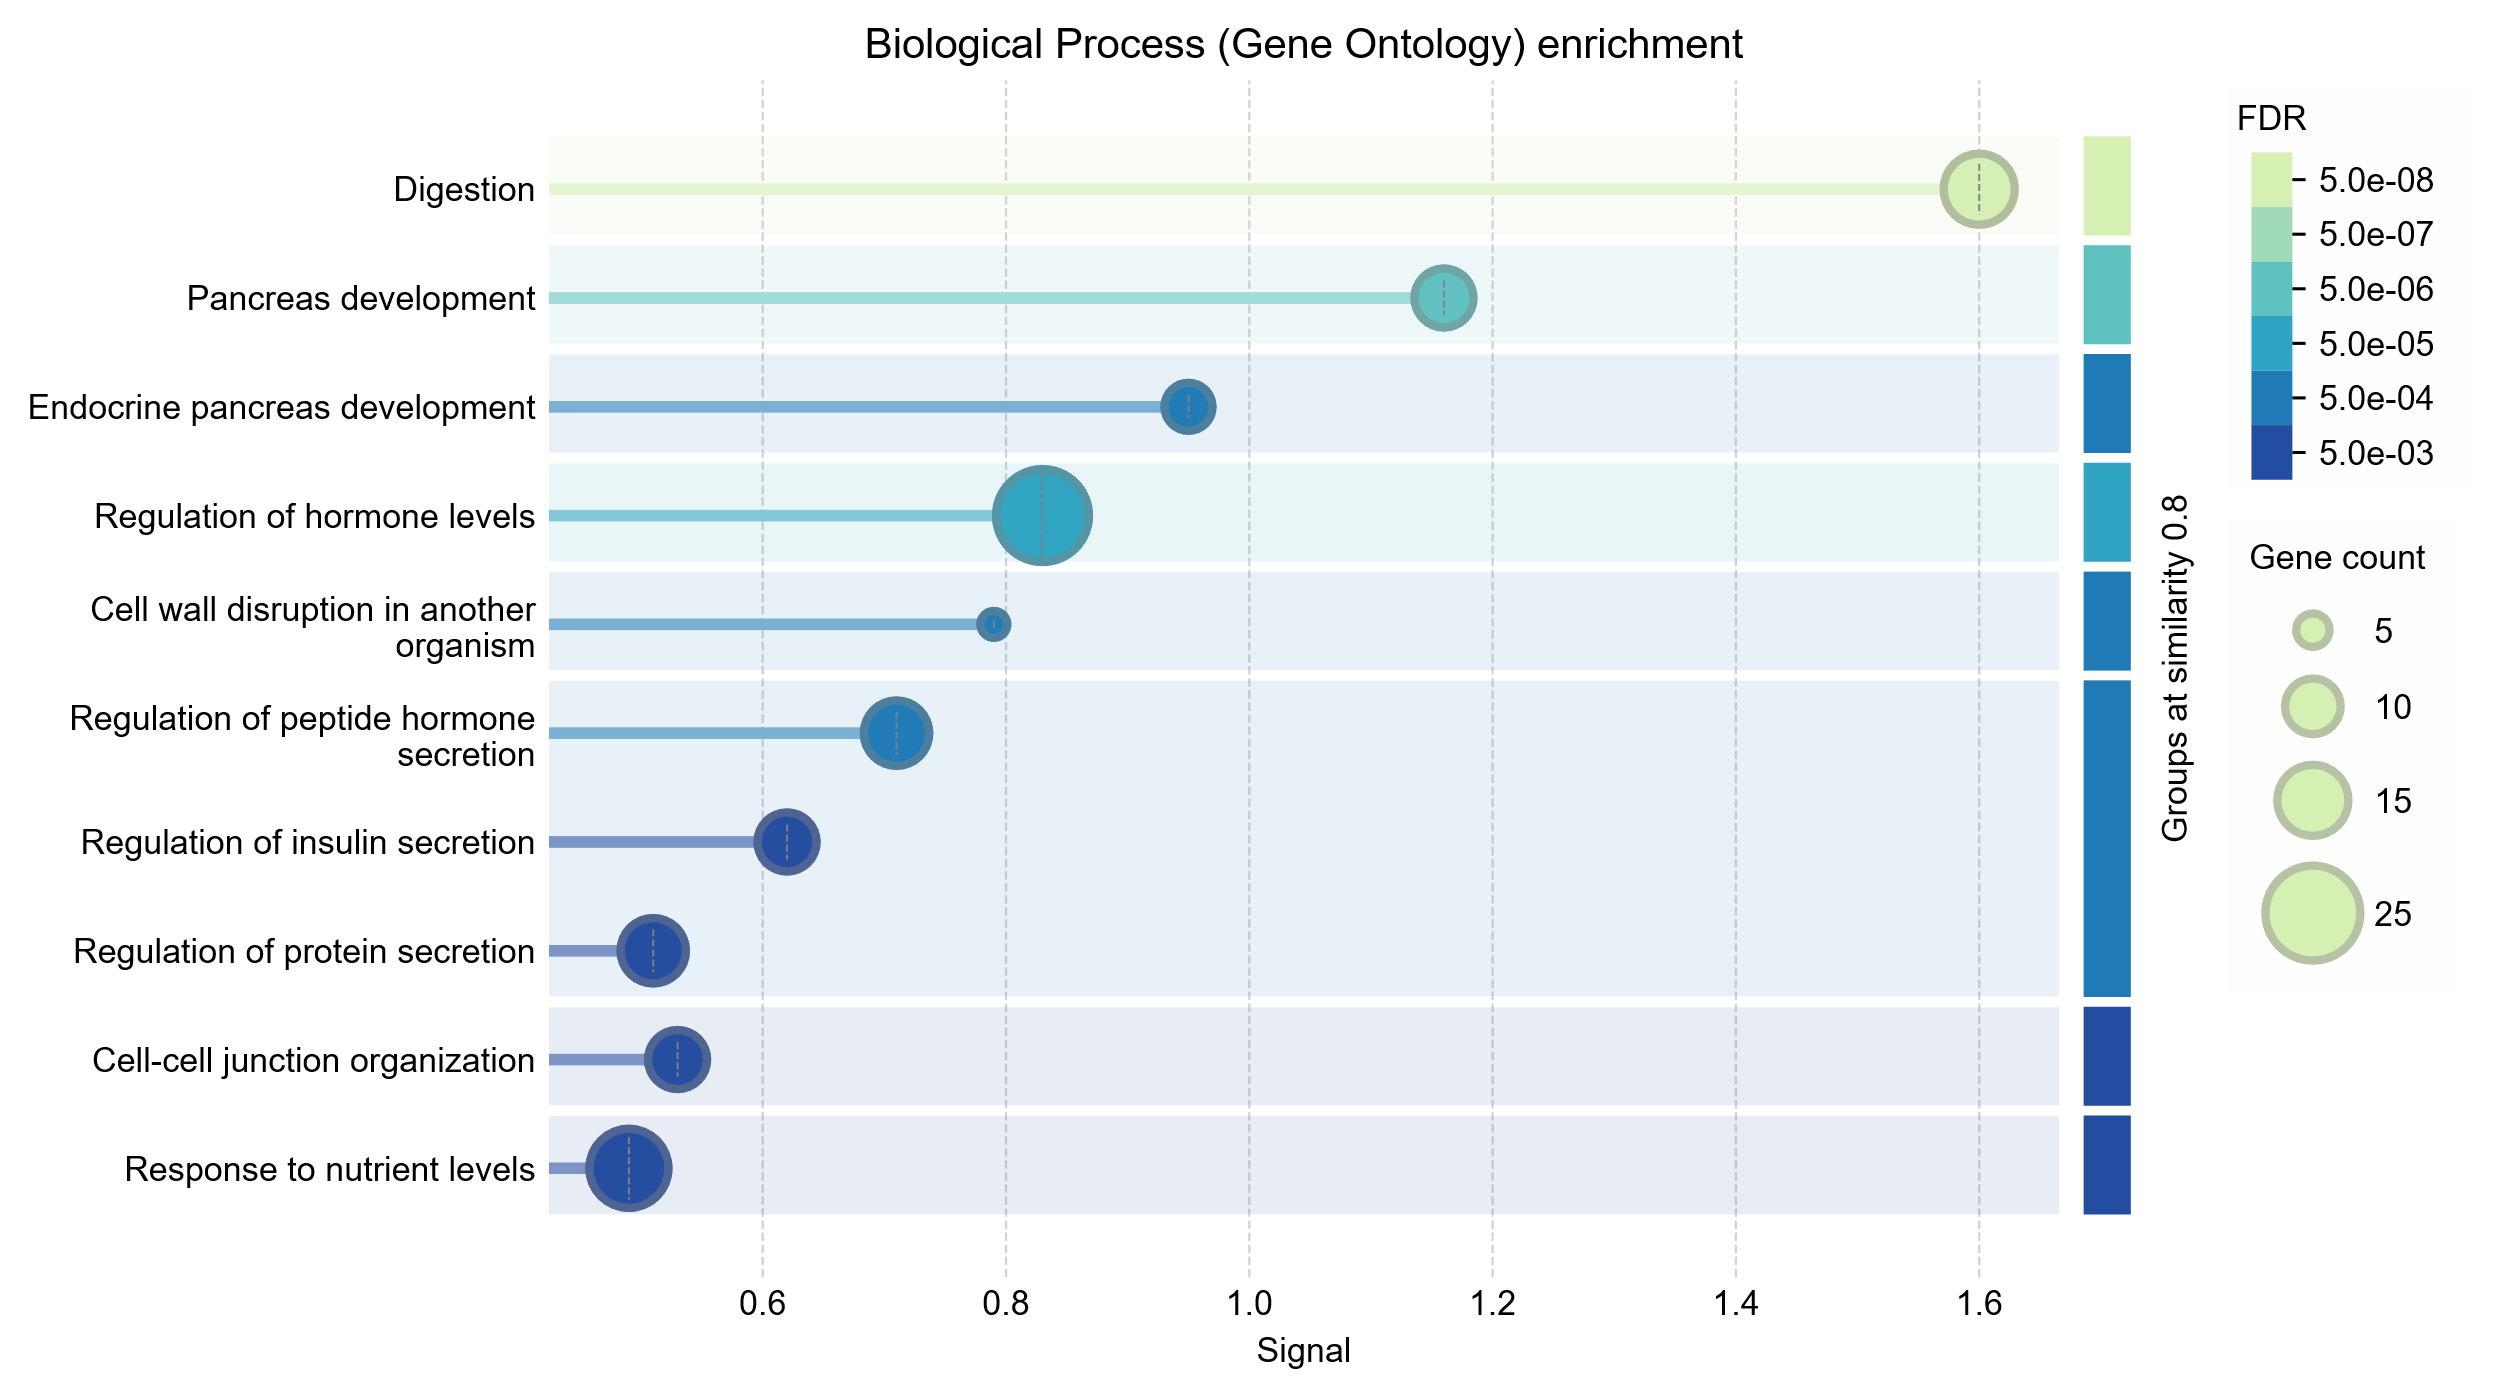 Biological Process (Gene Ontology) enrichment
Digestion
Pancreas development
Endocrine pancreas development
Regulation of hormone levels
Cell wall disruption in another
organism
Regulation of peptide hormone
secretion
Regulation of insulin secretion
Regulation of protein secretion
Cell-cell junction organization
Response to nutrient levels
0.6
0.8
1.0
1.2
1.4
1.6
Signal
Groups at similarity 0.8
FDR
5.0e-08
5.0e-07
5.0e-06
5.0e-05
5.0e-04
5.0e-03
Gene count
5
10
15
25